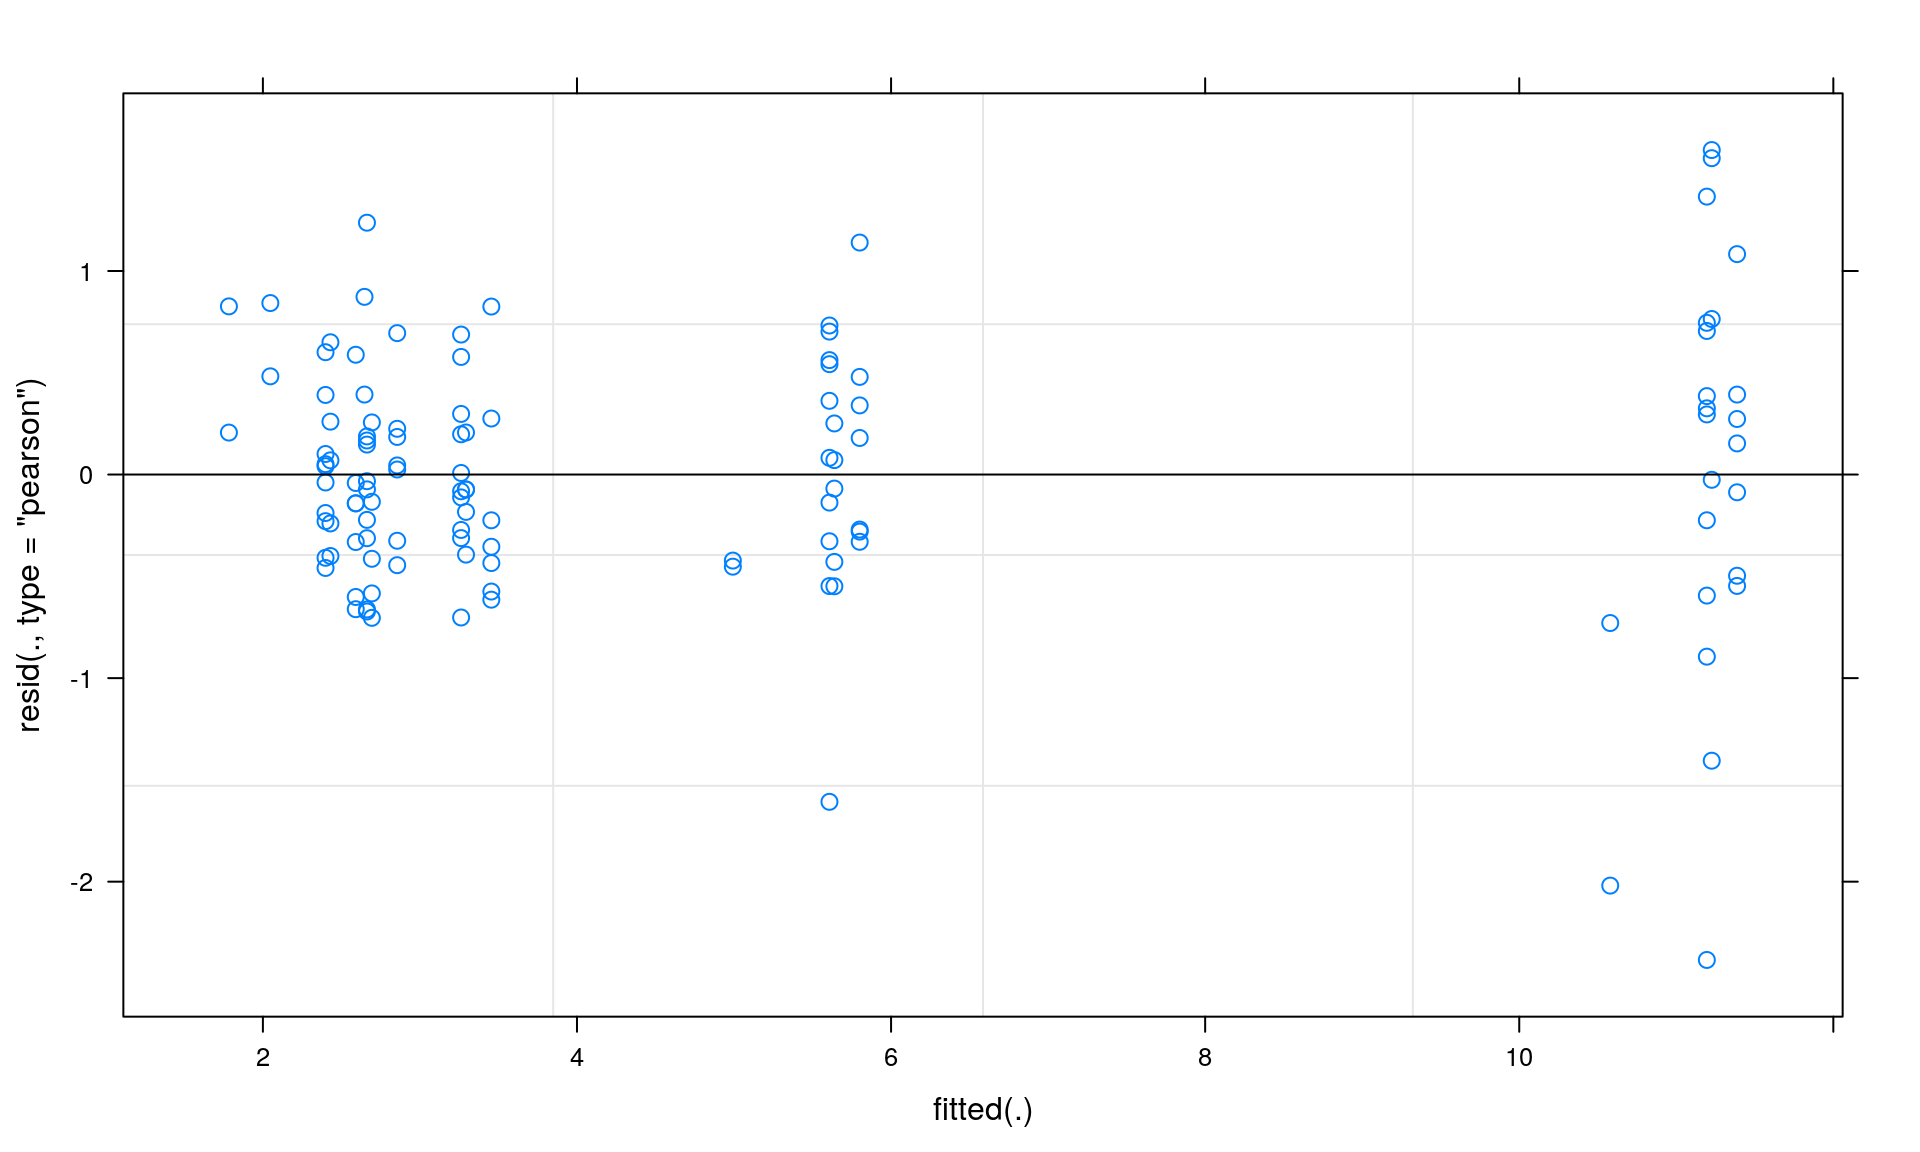 1
0
-1
-2
resid(., type = "pearson")
2 4 6 8 10
fitted(.)